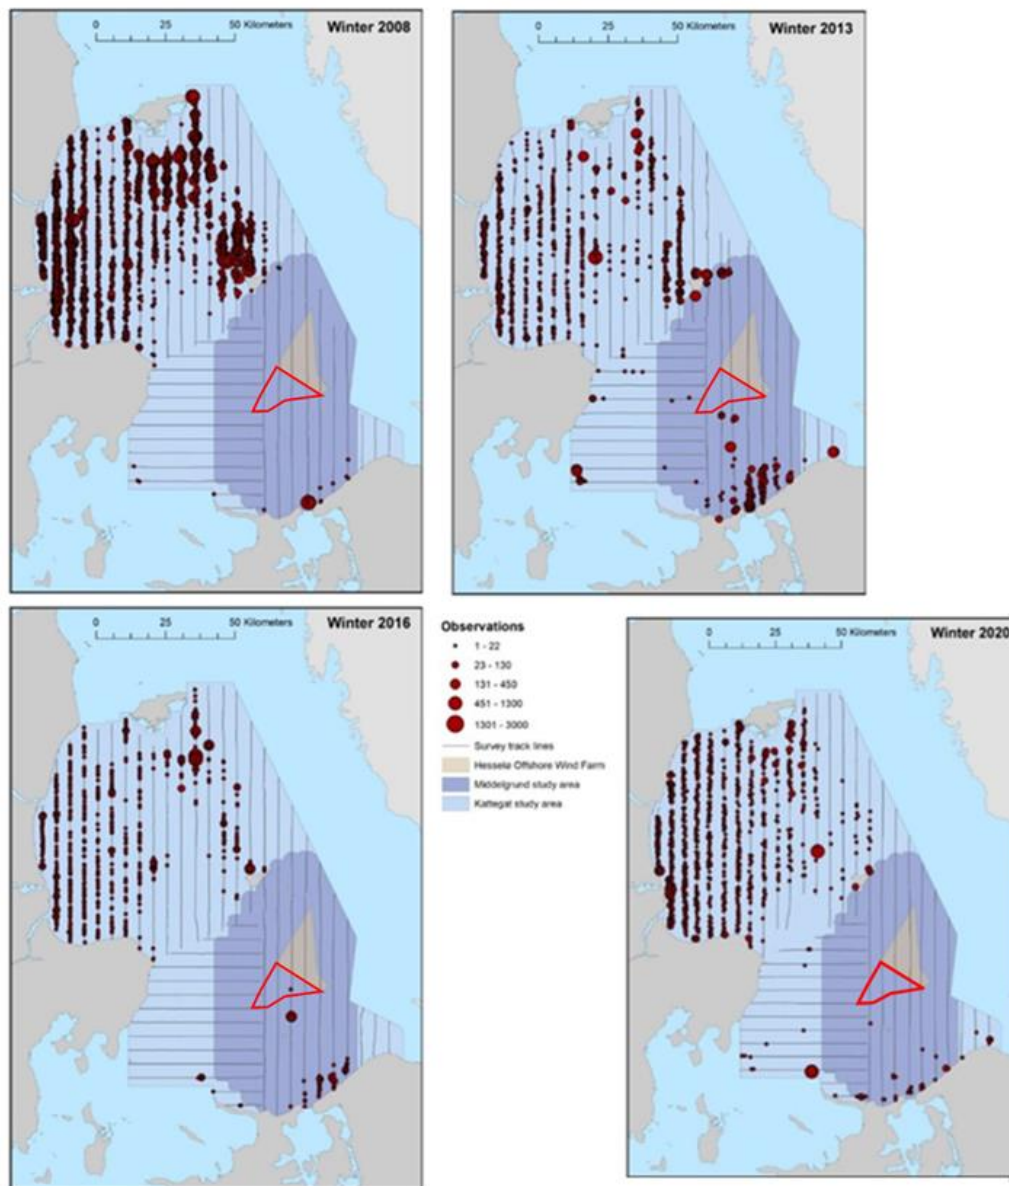 0 25 50 Kilometers Winter 2008
0 25 50 Kilometers Winter 2013
0 25 50 Kilometers Winter 2016
Observations
1 - 22
23 - 130
131 - 450
451 - 1300
1301 - 3000
Survey track lines
Hesselø Offshore Wind Farm
Middelgrund study area
Kattegat study area
0 25 50 Kilometers Winter 2020